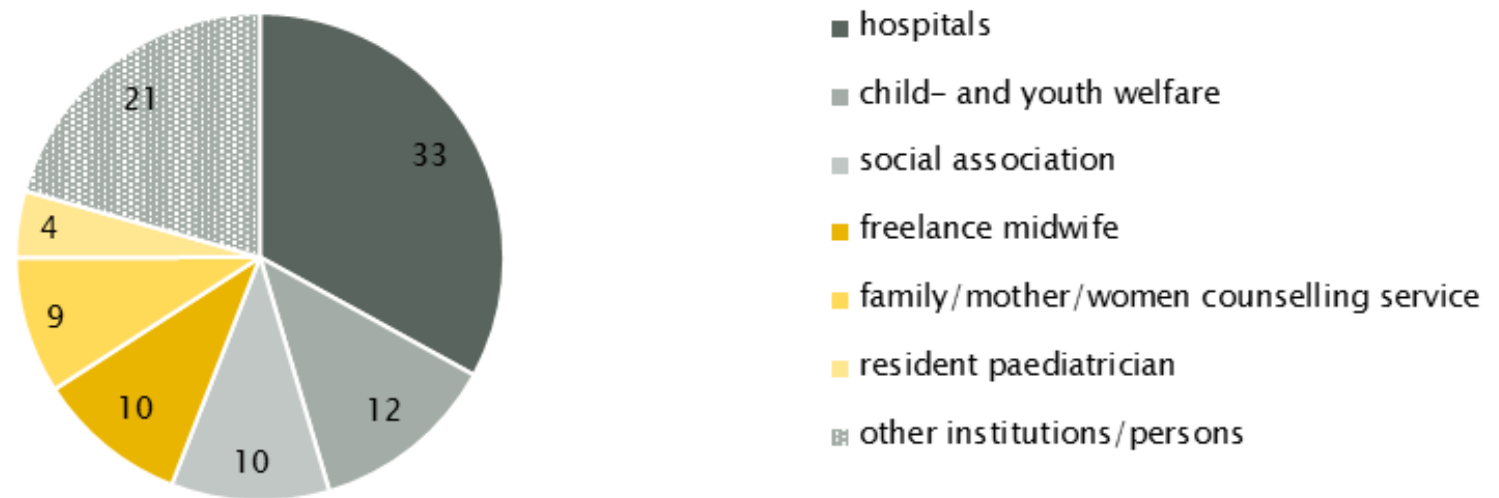 33
12
10
10
9
4
21
hospitals
child- and youth welfare
social association
freelance midwife
family/mother/women counselling service
resident paediatrician
other institutions/persons